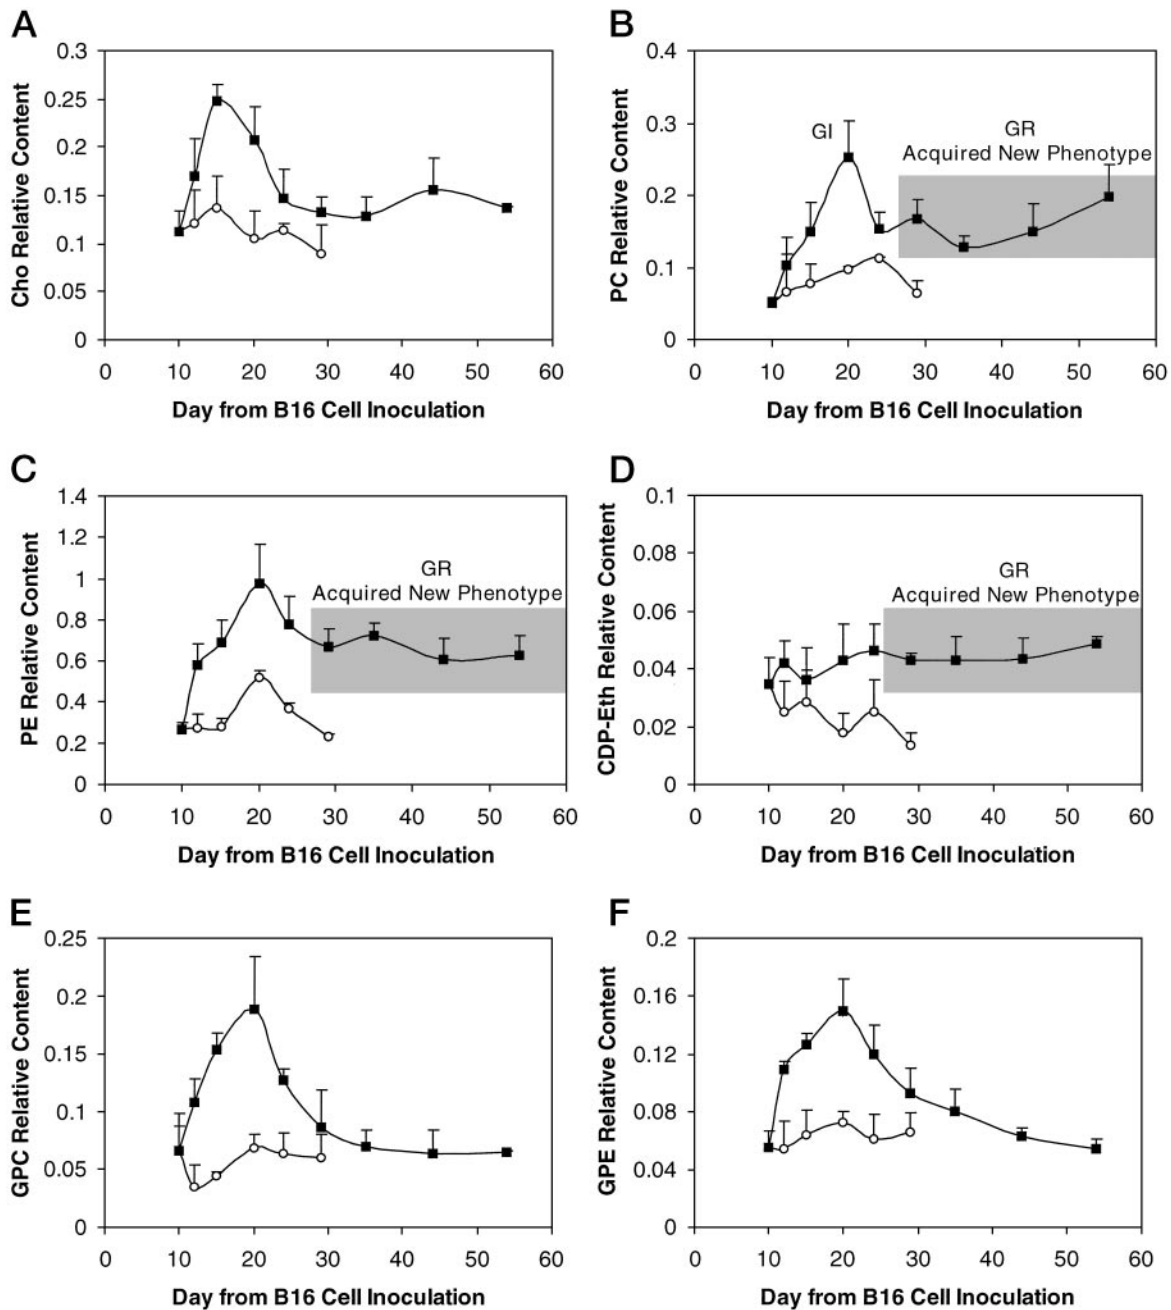 A
Cho Relative Content
0.3
0.25
0.2
0.15
0.1
0.05
0
0 10 20 30 40 50 60
Day from B16 Cell Inoculation
B
PC Relative Content
0.4
0.3
0.2
0.1
0
GI
GR
Acquired New Phenotype
0 10 20 30 40 50 60
Day from B16 Cell Inoculation
C
PE Relative Content
1.4
1.2
1
0.8
0.6
0.4
0.2
0
GR
Acquired New Phenotype
0 10 20 30 40 50 60
Day from B16 Cell Inoculation
D
CDP-Eth Relative Content
0.1
0.08
0.06
0.04
0.02
0
GR
Acquired New Phenotype
0 10 20 30 40 50 60
Day from B16 Cell Inoculation
E
GPC Relative Content
0.25
0.2
0.15
0.1
0.05
0
0 10 20 30 40 50 60
Day from B16 Cell Inoculation
F
GPE Relative Content
0.2
0.16
0.12
0.08
0.04
0
0 10 20 30 40 50 60
Day from B16 Cell Inoculation